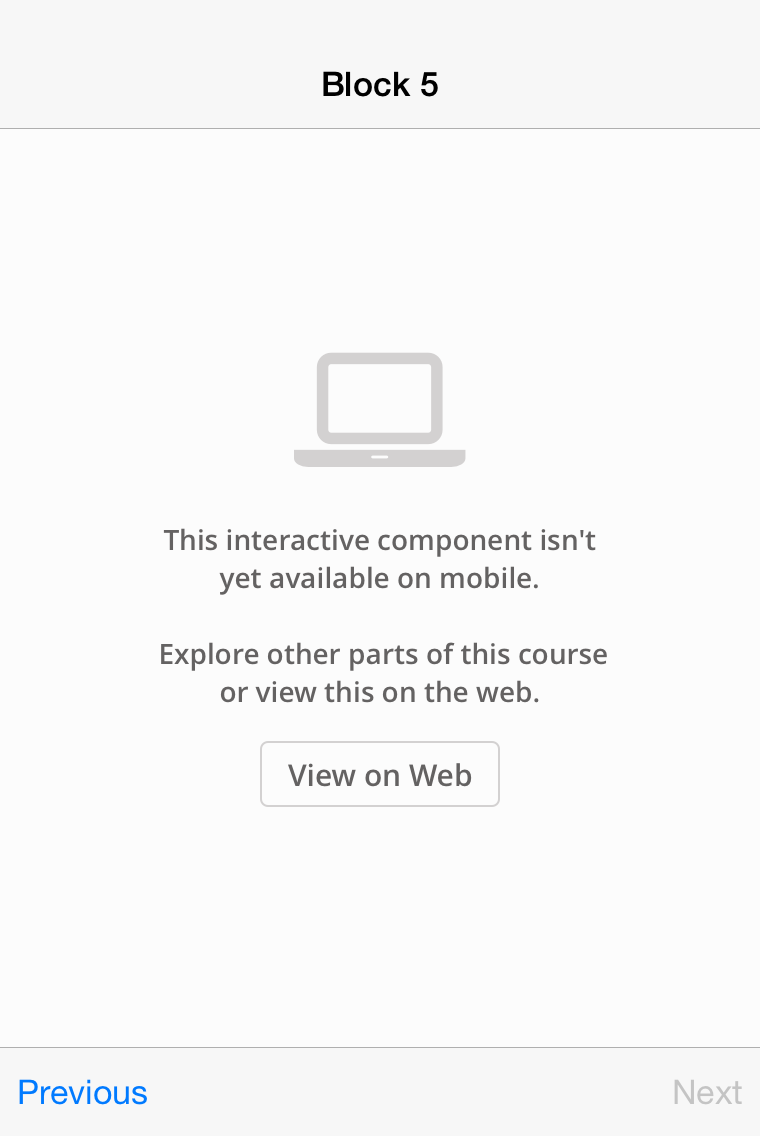 Block 5
This interactive component isn't
yet available on mobile.
Explore other parts of this course
or view this on the web.
View on Web
Previous
Next